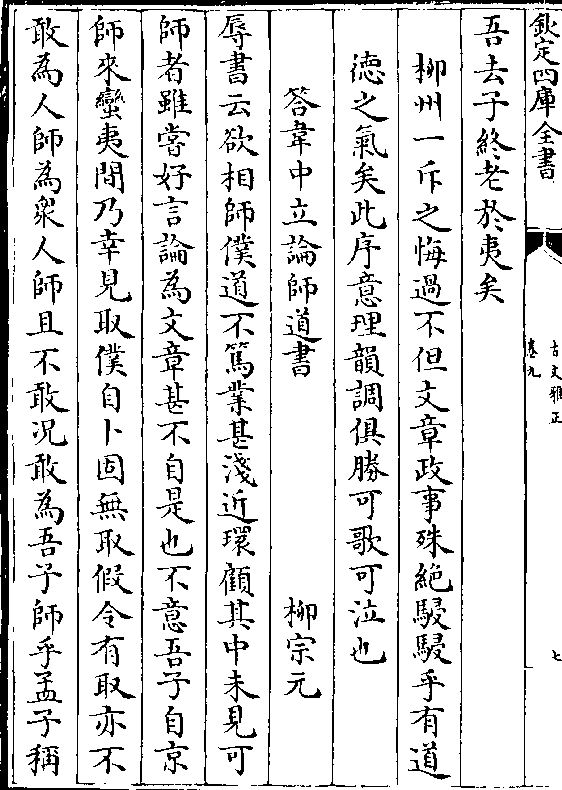 欽定四庫全書
古文雅正
卷九
七
吾去子終老於夷矣
柳州一斥之悔過不但文章政事殊絶駸駸乎有道
徳之氣矣此序意理韻調俱勝可歌可泣也
答韋中立論師道書
柳宗元
辱書云欲相師僕道不篤業甚淺近環顧其中未見可
師者雖嘗好言論為文章甚不自是也不意吾子自京
師來蠻夷間乃幸見取僕自卜固無取假令有取亦不
敢為人師為衆人師且不敢况敢為吾子師乎孟子稱